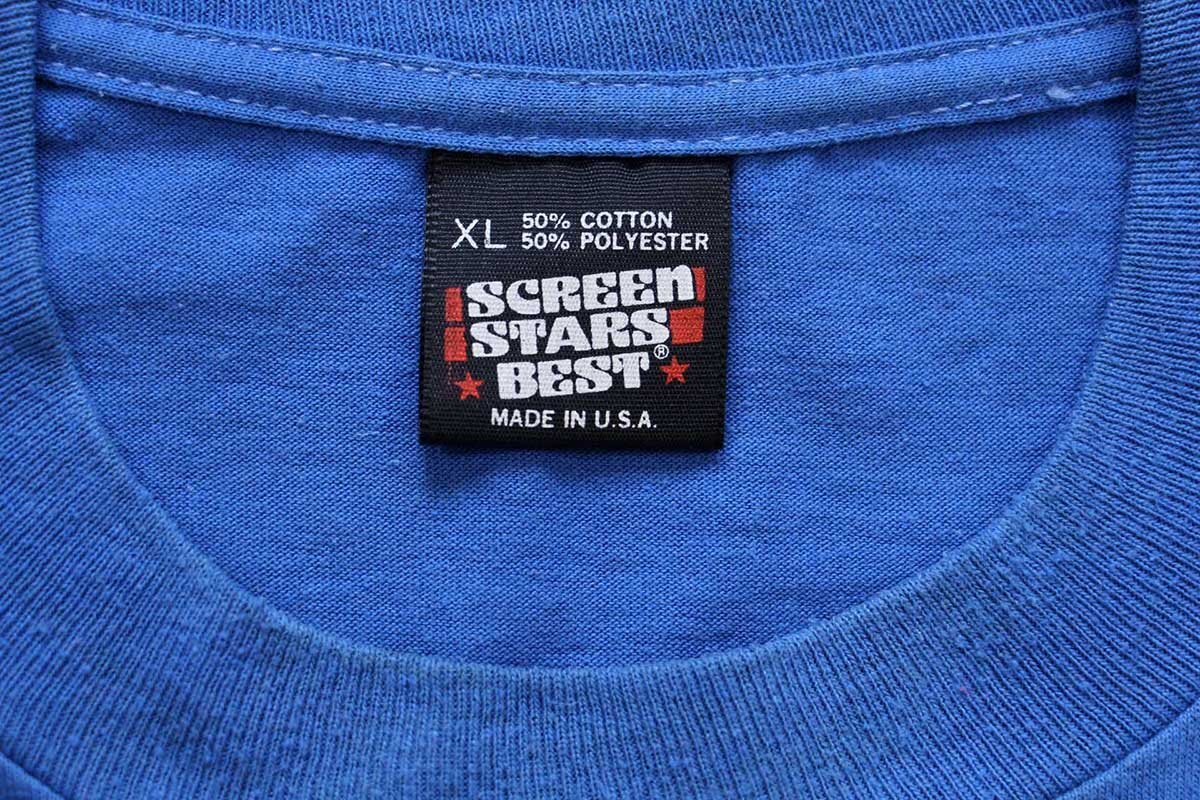 XL 50% COTTON
50% POLYESTER
SCREEN
STARS
BEST®
MADE IN U.S.A.